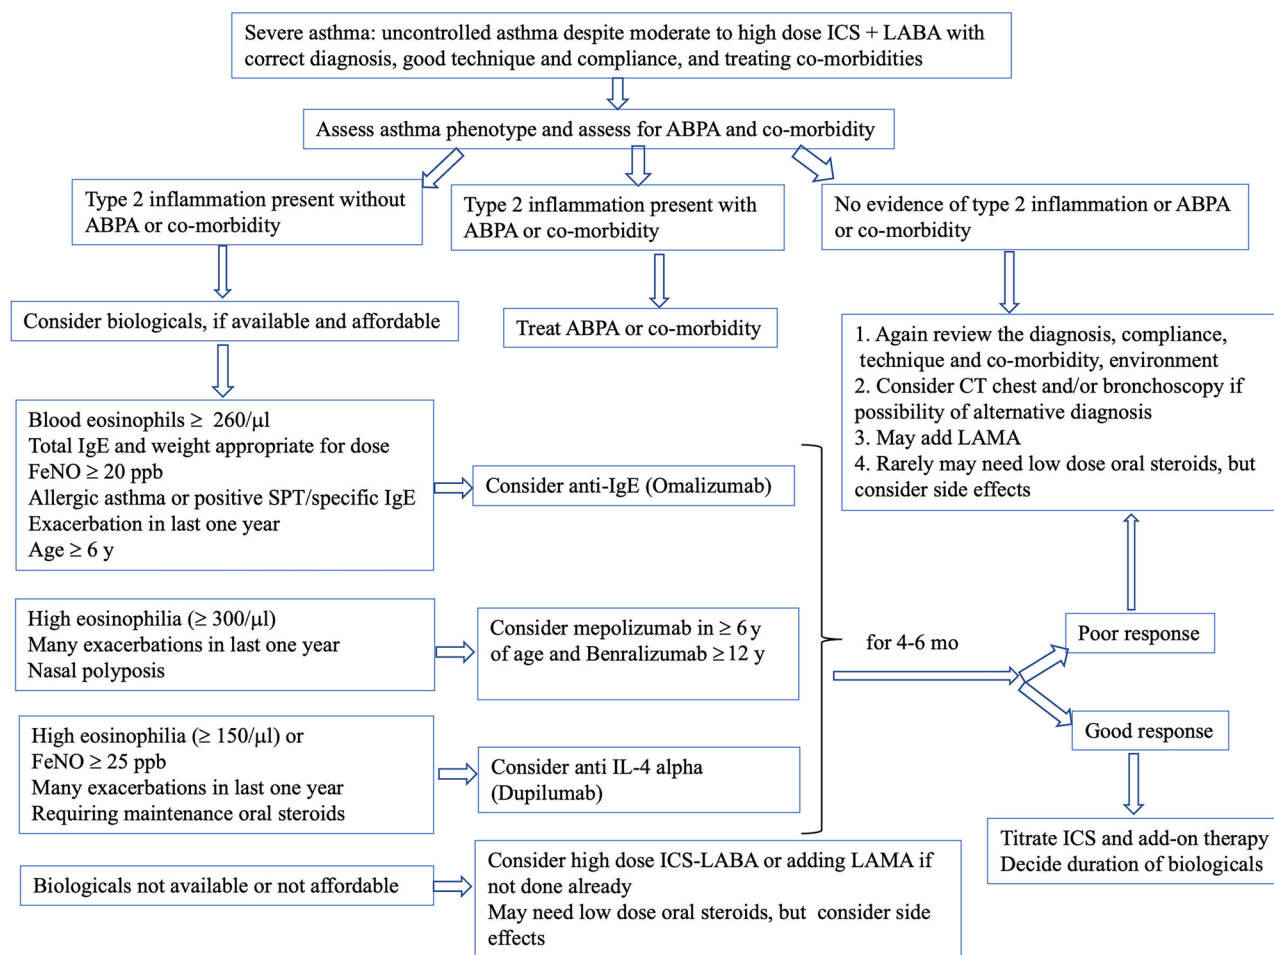 Severe asthma: uncontrolled asthma despite moderate to high dose ICS + LABA with
correct diagnosis, good technique and compliance, and treating co-morbidities
Assess asthma phenotype and assess for ABPA and co-morbidity
Type 2 inflammation present without
ABPA or co-morbidity
Type 2 inflammation present with
ABPA or co-morbidity
No evidence of type 2 inflammation or ABPA
or co-morbidity
Consider biologicals, if available and affordable
Treat ABPA or co-morbidity
1. Again review the diagnosis, compliance,
technique and co-morbidity, environment
2. Consider CT chest and/or bronchoscopy if
possibility of alternative diagnosis
3. May add LAMA
4. Rarely may need low dose oral steroids, but
consider side effects
Blood eosinophils ≥ 260/μl
Total IgE and weight appropriate for dose
FeNO ≥ 20 ppb
Allergic asthma or positive SPT/specific IgE
Exacerbation in last one year
Age ≥ 6 y
Consider anti-IgE (Omalizumab)
High eosinophilia (≥ 300/μl)
Many exacerbations in last one year
Nasal polyposis
Consider mepolizumab in ≥ 6 y
of age and Benralizumab ≥ 12 y
for 4-6 mo
Poor response
Good response
High eosinophilia (≥ 150/μl) or
FeNO ≥ 25 ppb
Many exacerbations in last one year
Requiring maintenance oral steroids
Consider anti IL-4 alpha
(Dupilumab)
Titrate ICS and add-on therapy
Decide duration of biologicals
Biologicals not available or not affordable
Consider high dose ICS-LABA or adding LAMA if
not done already
May need low dose oral steroids, but consider side
effects